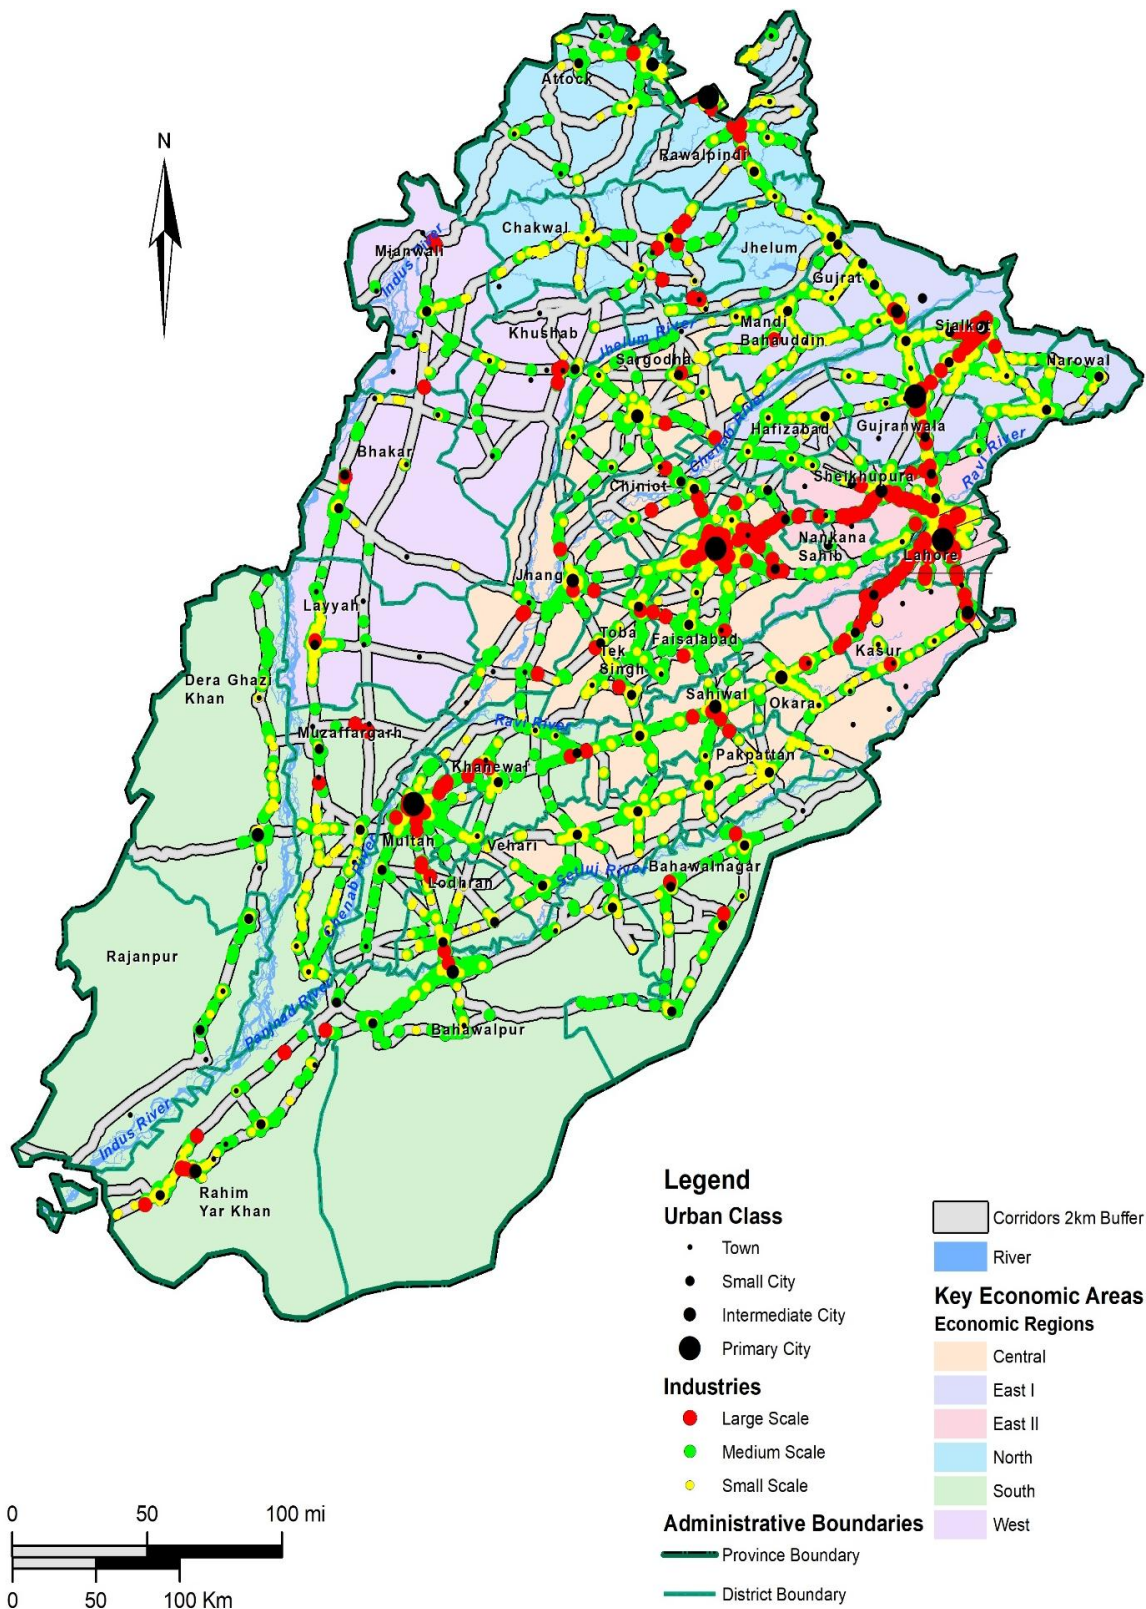 N
Attock
Rawalpindi
Chakwal
Jhelum
Mianwali
Indus River
Gujrat
Khushab
Mandi
Bahauddin
Sialkot
Jhelum River
Sargodha
Narowal
Chenab River
Hafizabad
Gujranwala
Ravi River
Bhakar
Chiniot
Sheikhupura
Nankana
Sahib
Lahore
Jhang
Layyah
Toba
Tek
Singh
Faisalabad
Kasur
Dera Ghazi
Khan
Sahiwal
Okara
Muzaffargarh
Ravi River
Pakpattan
Khanewal
Multan
Vehari
Chenab River
Lodhran
Setluj River
Bahawalnagar
Rajanpur
Panjnad River
Bahawalpur
Indus River
Rahim
Yar Khan
Legend
Urban Class
Town
Small City
Intermediate City
Primary City
Industries
Large Scale
Medium Scale
Small Scale
Administrative Boundaries
Province Boundary
District Boundary
Corridors 2km Buffer
River
Key Economic Areas
Economic Regions
Central
East I
East II
North
South
West
0 50 100 mi
0 50 100 Km